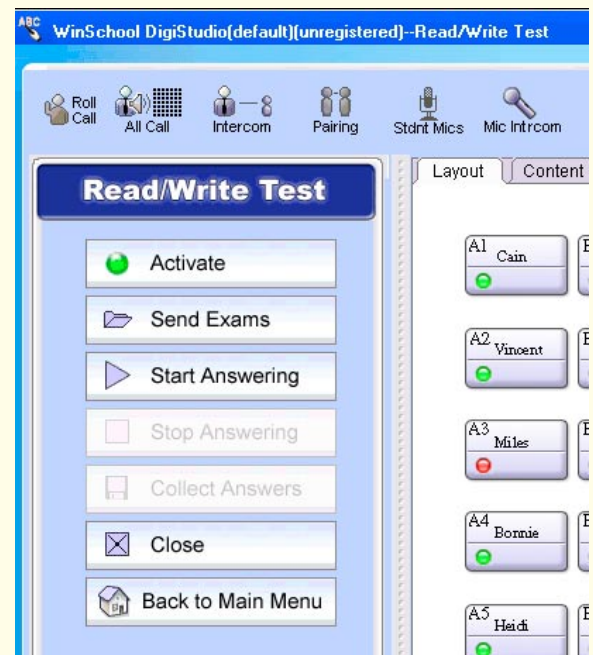 ABC
WinSchool DigiStudio(default)(unregistered)--Read/Write Test
Roll Call
All Call
Intercom
Pairing
Stdnt Mics
Mic Intrcom
Read/Write Test
Activate
Send Exams
Start Answering
Stop Answering
Collect Answers
Close
Back to Main Menu
Layout
Content
A1 Cain
A2 Vincent
A3 Miles
A4 Bonnie
A5 Heidi